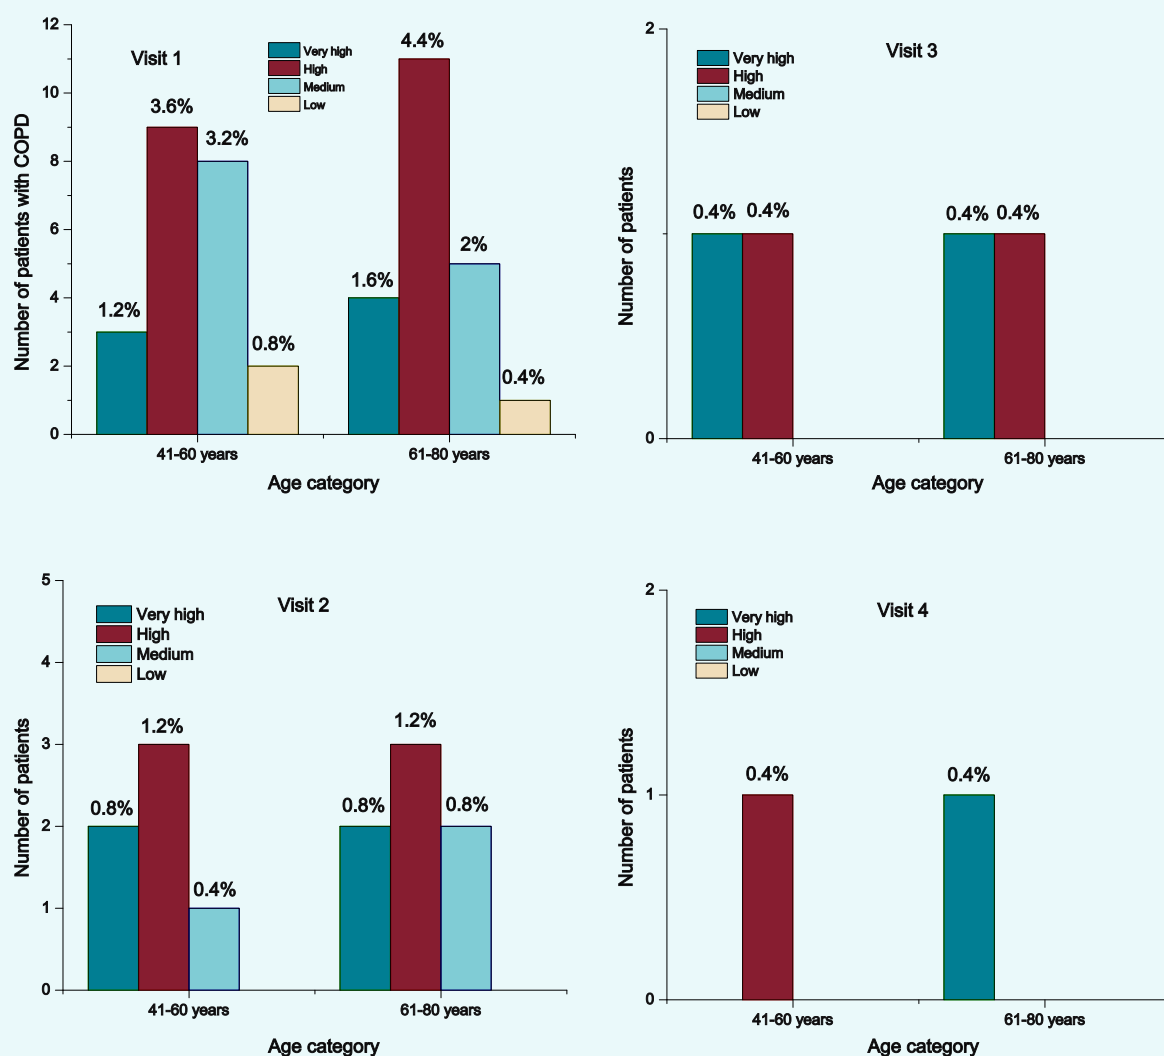 Visit 1
Very high
High
Medium
Low
Number of patients with COPD
12
10
8
6
4
2
0
1.2%
3.6%
3.2%
0.8%
1.6%
4.4%
2%
0.4%
41-60 years
61-80 years
Age category
Visit 3
Very high
High
Medium
Low
Number of patients
2
0
0.4%
0.4%
0.4%
0.4%
41-60 years
61-80 years
Age category
Visit 2
Very high
High
Medium
Low
Number of patients
5
4
3
2
1
0
0.8%
1.2%
0.4%
0.8%
1.2%
0.8%
41-60 years
61-80 years
Age category
Visit 4
Very high
High
Medium
Low
Number of patients
2
1
0
0.4%
0.4%
41-60 years
61-80 years
Age category